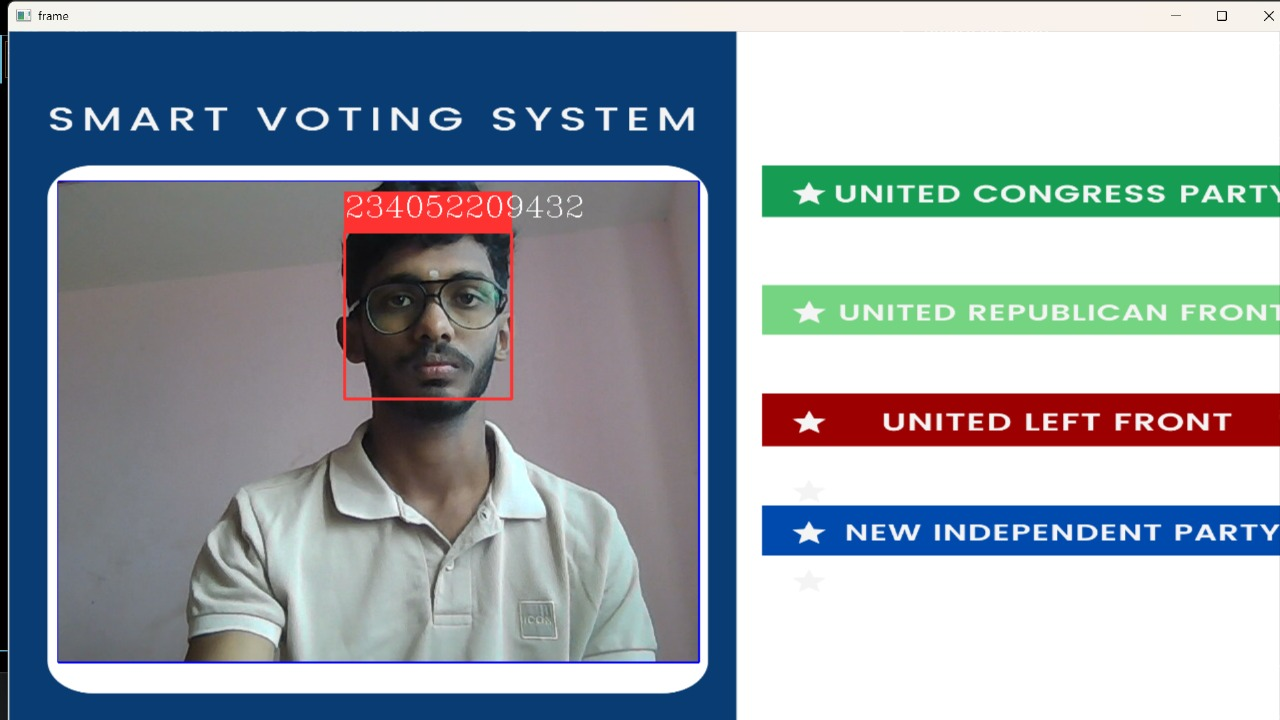 frame
SMART VOTING SYSTEM
234052209432
UNITED CONGRESS PARTY
UNITED REPUBLICAN FRONT
UNITED LEFT FRONT
NEW INDEPENDENT PARTY